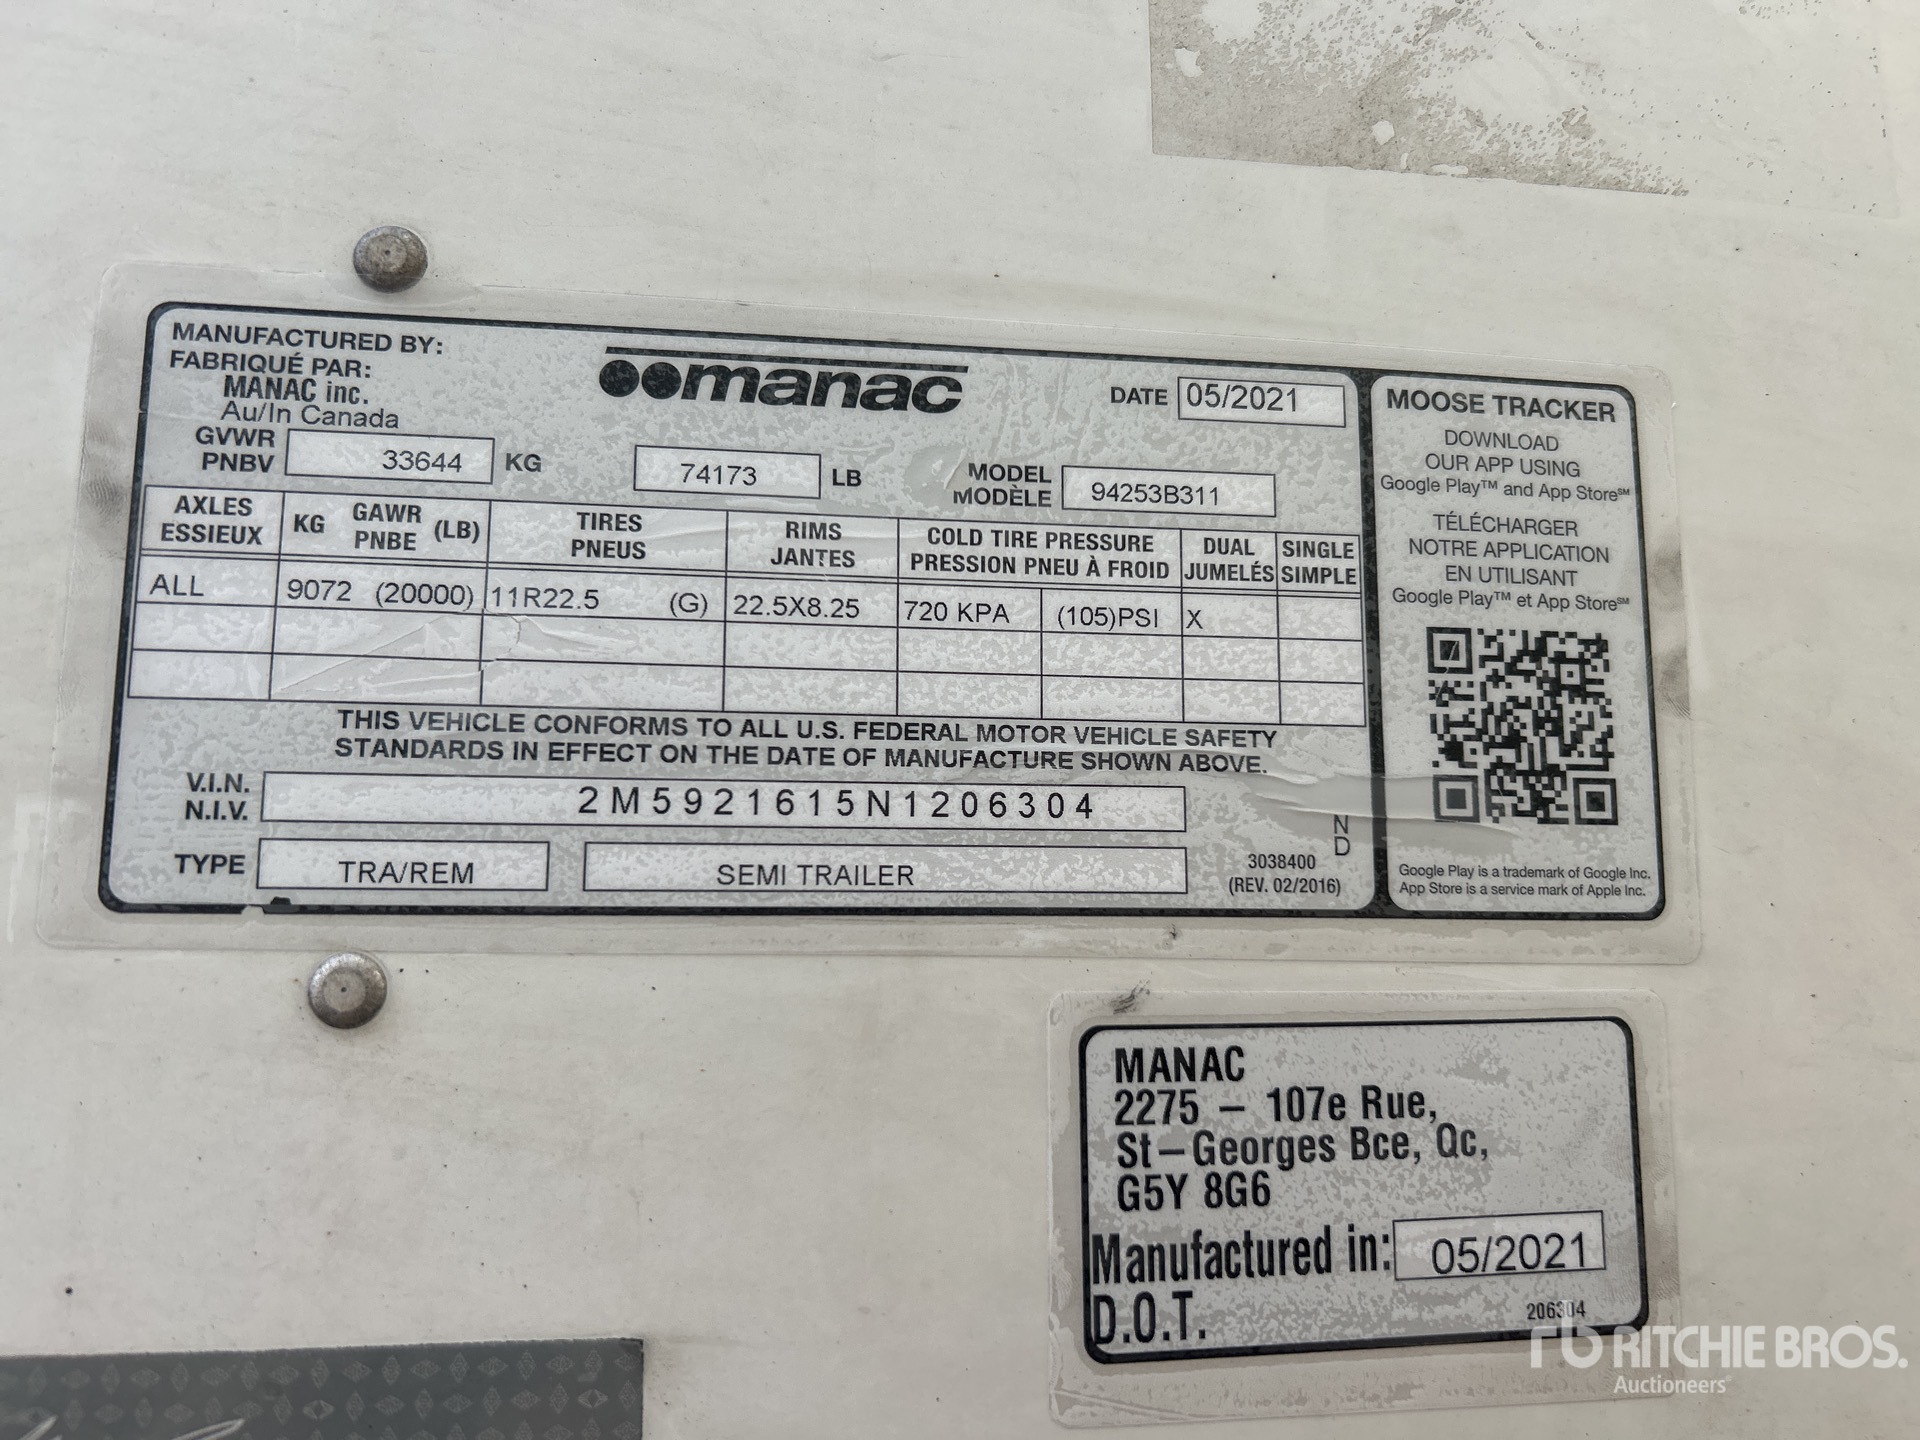 MANUFACTURED BY:
FABRIQUÉ PAR:
MANAC inc.
Au/In Canada
manac
DATE 05/2021
GVWR
PNBV 33644 KG 74173 LB
MODEL
MODÈLE 94253B311
AXLES
ESSIEUX
KG GAWR (LB)
PNBE
TIRES
PNEUS
RIMS
JANTES
COLD TIRE PRESSURE
PRESSION PNEU À FROID
DUAL
JUMELÉS
SINGLE
SIMPLE
ALL 9072 (20000) 11R22.5 (G) 22.5X8.25 720 KPA (105)PSI X
THIS VEHICLE CONFORMS TO ALL U.S. FEDERAL MOTOR VEHICLE SAFETY
STANDARDS IN EFFECT ON THE DATE OF MANUFACTURE SHOWN ABOVE.
V.I.N.
N.I.V. 2M5921615N1206304
TYPE TRA/REM SEMI TRAILER
3038400
(REV. 02/2016)
N
D
MOOSE TRACKER
DOWNLOAD
OUR APP USING
Google Play™ and App Store℠
TÉLÉCHARGER
NOTRE APPLICATION
EN UTILISANT
Google Play™ et App Store℠
Google Play is a trademark of Google Inc.
App Store is a service mark of Apple Inc.
MANAC
2275 – 107e Rue,
St–Georges Bce, Qc,
G5Y 8G6
Manufactured in: 05/2021
D.O.T.
206304
rb RITCHIE BROS.
Auctioneers